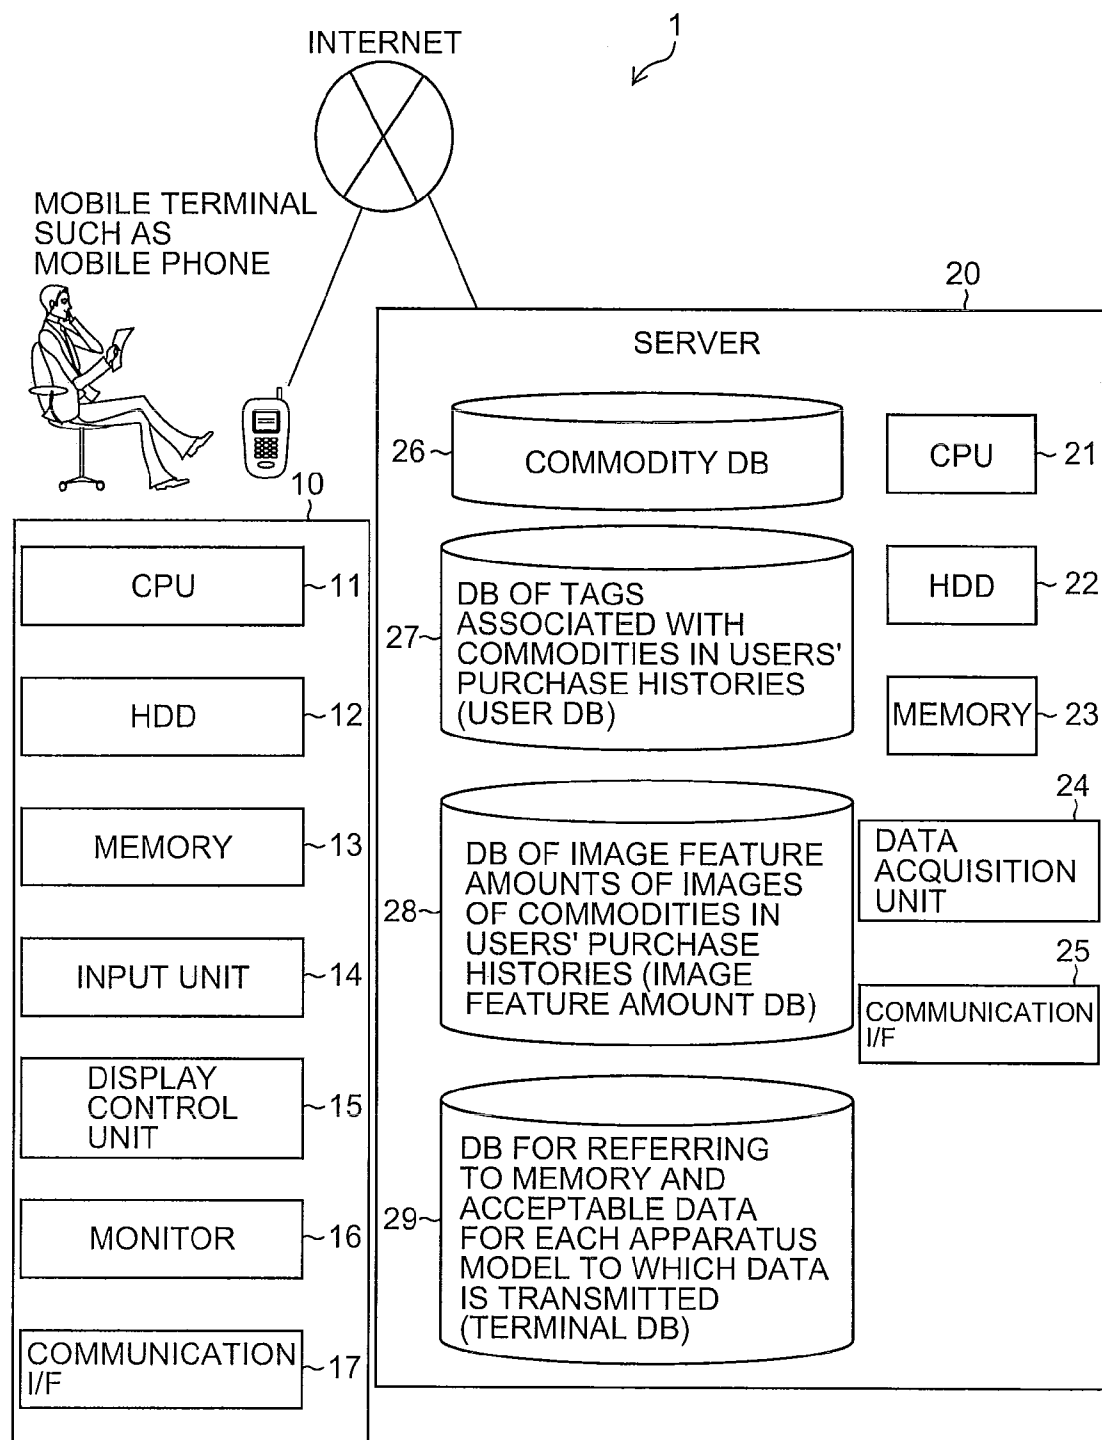 1
INTERNET
MOBILE TERMINAL
SUCH AS
MOBILE PHONE
10
CPU
11
HDD
12
MEMORY
13
INPUT UNIT
14
DISPLAY
CONTROL
UNIT
15
MONITOR
16
COMMUNICATION
I/F
17
20
SERVER
26
COMMODITY DB
CPU
21
27
DB OF TAGS
ASSOCIATED WITH
COMMODITIES IN USERS'
PURCHASE HISTORIES
(USER DB)
HDD
22
MEMORY
23
28
DB OF IMAGE FEATURE
AMOUNTS OF IMAGES
OF COMMODITIES IN
USERS' PURCHASE
HISTORIES (IMAGE
FEATURE AMOUNT DB)
24
DATA
ACQUISITION
UNIT
25
COMMUNICATION
I/F
29
DB FOR REFERRING
TO MEMORY AND
ACCEPTABLE DATA
FOR EACH APPARATUS
MODEL TO WHICH DATA
IS TRANSMITTED
(TERMINAL DB)